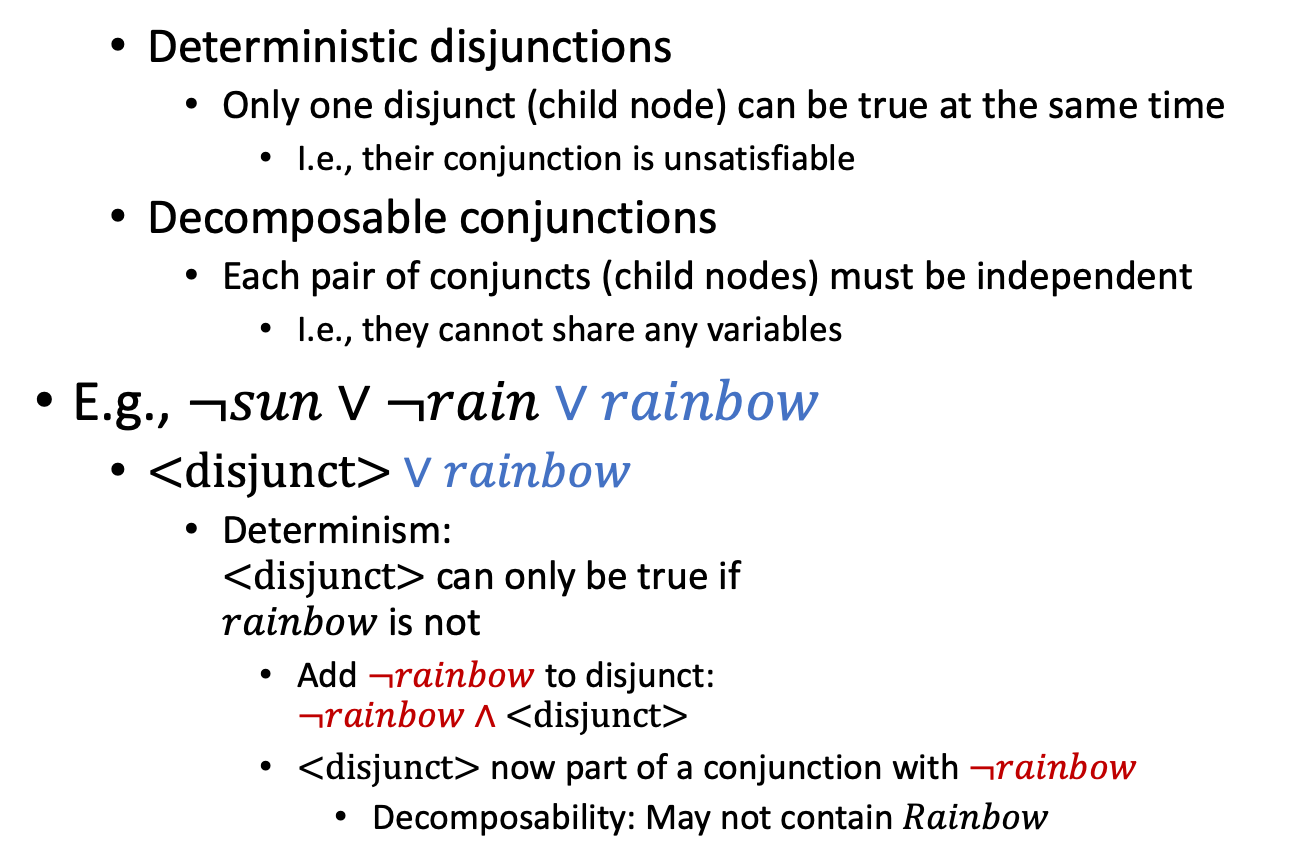 • Deterministic disjunctions
• Only one disjunct (child node) can be true at the same time
• I.e., their conjunction is unsatisfiable
• Decomposable conjunctions
• Each pair of conjuncts (child nodes) must be independent
• I.e., they cannot share any variables
• E.g., ¬sun ∨ ¬rain ∨ rainbow
• <disjunct> ∨ rainbow
• Determinism:
<disjunct> can only be true if
rainbow is not
• Add ¬rainbow to disjunct:
¬rainbow ∧ <disjunct>
• <disjunct> now part of a conjunction with ¬rainbow
• Decomposability: May not contain Rainbow